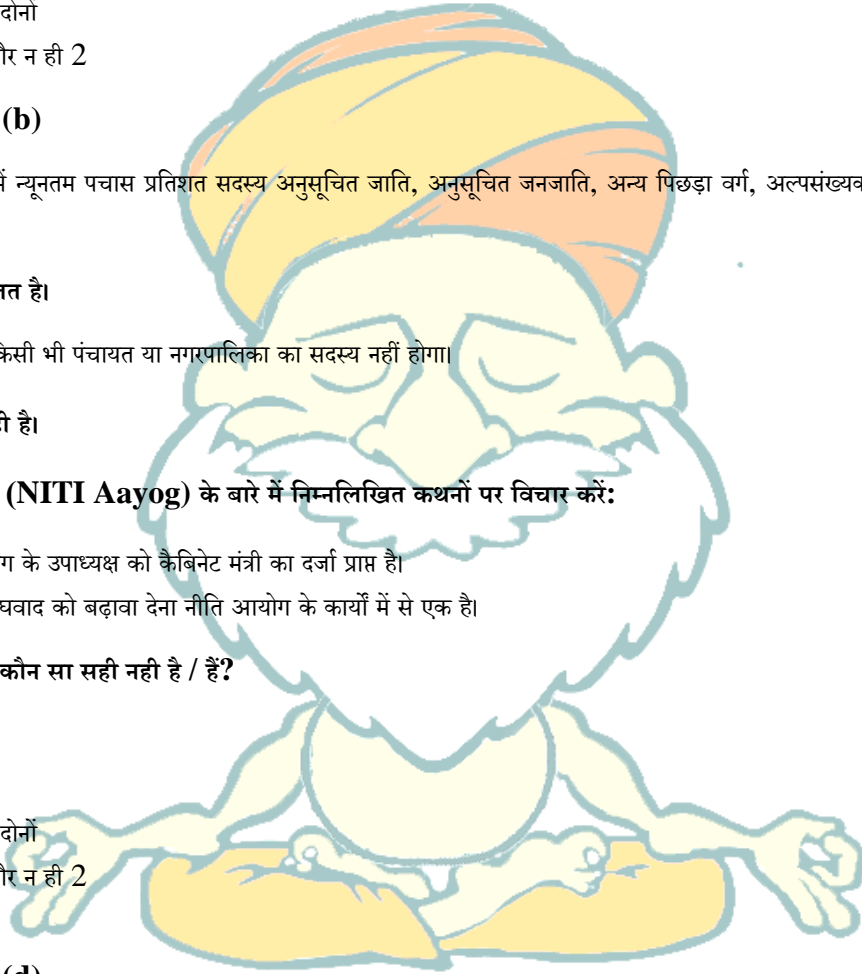 दोनो
और न ही 2
(b)
में न्यूनतम पचास प्रतिशत सदस्य अनुसूचित जाति, अनुसूचित जनजाति, अन्य पिछड़ा वर्ग, अल्पसंख्यक
है।
किसी भी पंचायत या नगरपालिका का सदस्य नहीं होगा।
है।
(NITI Aayog) के बारे में निम्नलिखित कथनों पर विचार करें:
के उपाध्यक्ष को कैबिनेट मंत्री का दर्जा प्राप्त है।
को बढ़ावा देना नीति आयोग के कार्यों में से एक है।
कौन सा सही नही है / हैं?
दोनों
और न ही 2
(d)